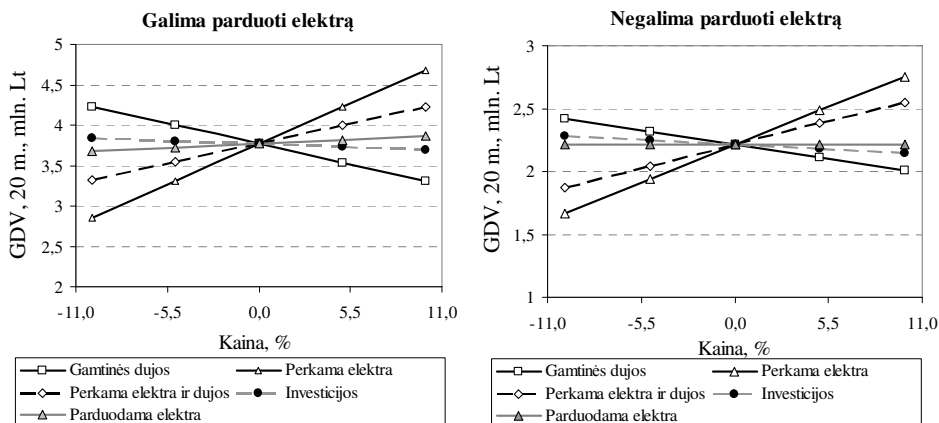 Galima parduoti elektrą
GDV, 20 m., mln. Lt
5
4,5
4
3,5
3
2,5
2
-11,0 -5,5 0,0 5,5 11,0
Kaina, %
Gamtinės dujos Perkama elektra
Perkama elektra ir dujos Investicijos
Parduodama elektra
Negalima parduoti elektrą
GDV, 20 m., mln. Lt
3
2,5
2
1,5
1
-11,0 -5,5 0,0 5,5 11,0
Kaina, %
Gamtinės dujos Perkama elektra
Perkama elektra ir dujos Investicijos
Parduodama elektra